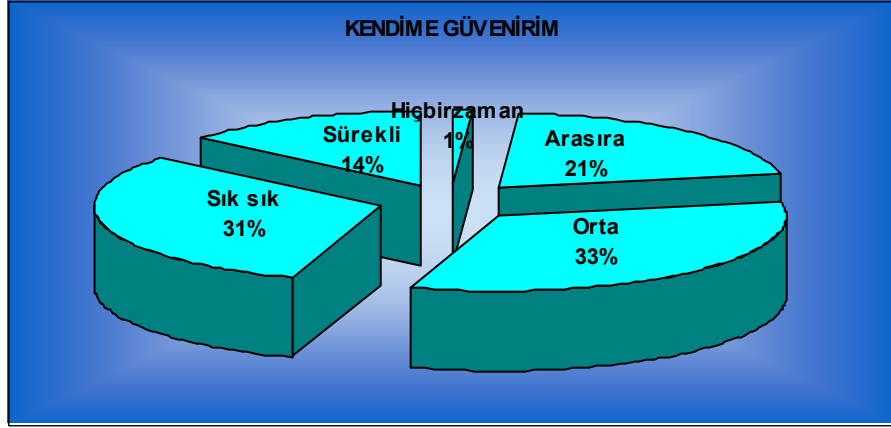 KENDİME GÜVENİRİM
Hiçbirzaman
1%
Arasıra
21%
Orta
33%
Sık sık
31%
Sürekli
14%